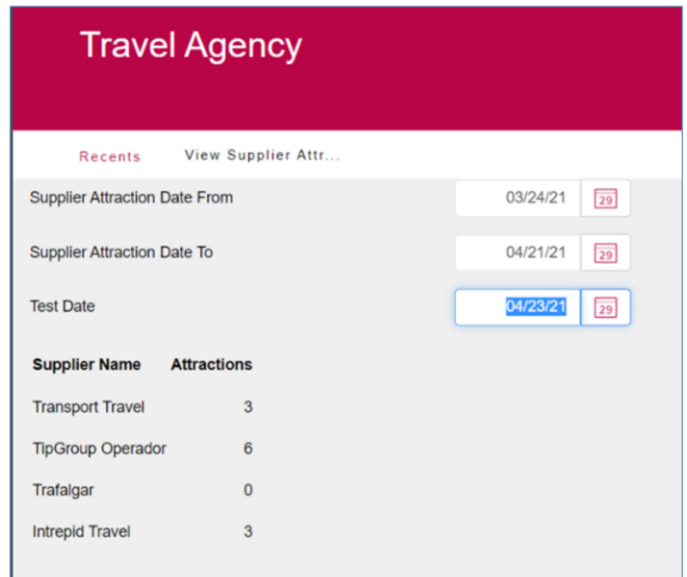 Travel Agency
Recents View Supplier Attr...
Supplier Attraction Date From 03/24/21 29
Supplier Attraction Date To 04/21/21 29
Test Date 04/23/21 29
Supplier Name Attractions
Transport Travel 3
TipGroup Operador 6
Trafalgar 0
Intrepid Travel 3